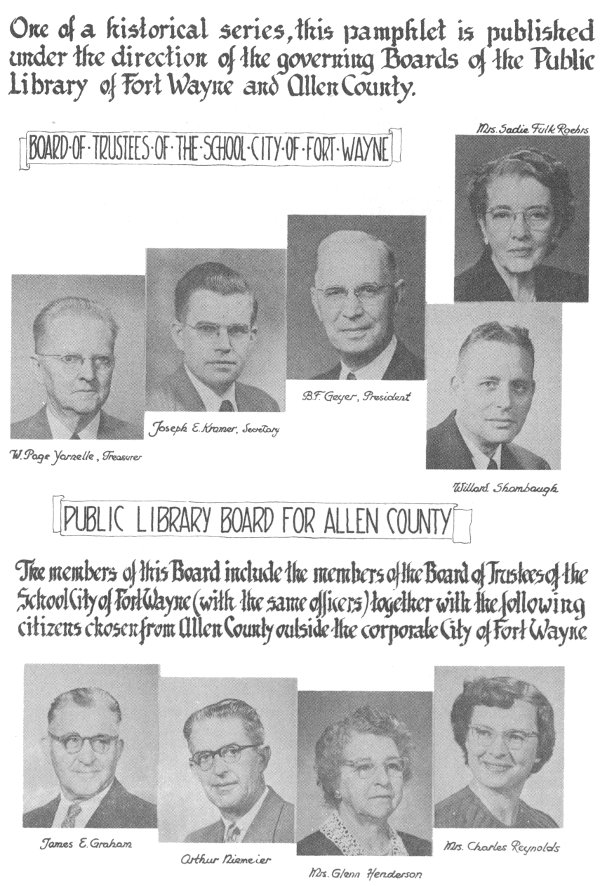 One of a historical series, this pamphlet is published
under the direction of the governing Boards of the Public
Library of Fort Wayne and Allen County.
Mrs. Sadie Fulk Roehrs
BOARD·OF·TRUSTEES·OF·THE·SCHOOL·CITY·OF·FORT·WAYNE
B.F. Geyer, President
Joseph E. Kramer, Secretary
W. Page Yarnelle, Treasurer
Willard Shambaugh
PUBLIC LIBRARY BOARD FOR ALLEN COUNTY
The members of this Board include the members of the Board of Trustees of the
School City of Fort Wayne (with the same officers) together with the following
citizens chosen from Allen County outside the corporate City of Fort Wayne
James E. Graham
Arthur Niemeier
Mrs. Glenn Henderson
Mrs. Charles Reynolds